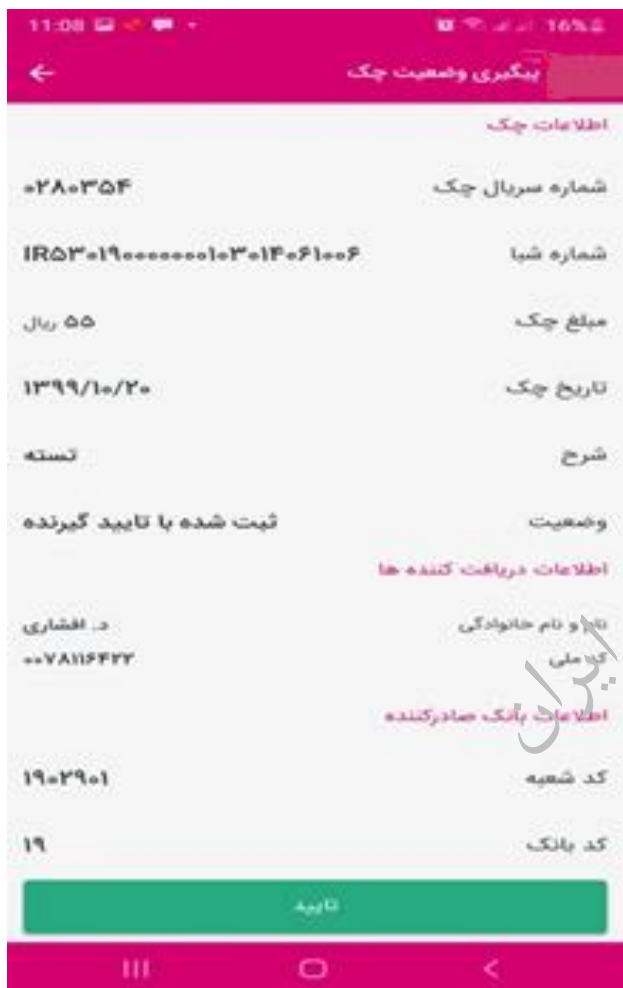 11:08 16%
پیگیری وضعیت چک
اطلاعات چک
شماره سریال چک ۰۲۸۰۳۵۴
شماره شبا IR۵۳۰۱۹۰۰۰۰۰۰۰۰۱۰۳۰۱۴۰۶۱۰۰۶
مبلغ چک ۵۵ ریال
تاریخ چک ۱۳۹۹/۱۰/۲۰
شرح تسته
وضعیت ثبت شده با تایید گیرنده
اطلاعات دریافت کننده ها
نام و نام خانوادگی د. افشاری
کد ملی ۰۰۷۸۱۱۶۴۲۲
اطلاعات بانک صادرکننده
کد شعبه ۱۹۰۲۹۰۱
کد بانک ۱۹
تایید
ایران